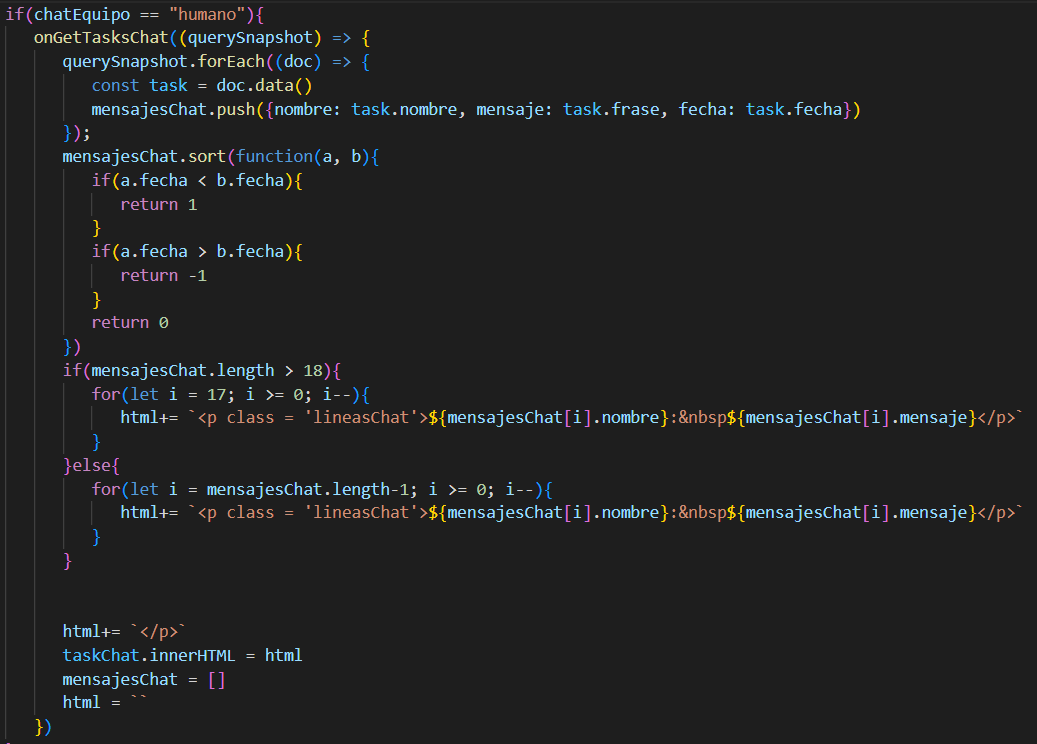 if(chatEquipo == "humano"){
onGetTasksChat((querySnapshot) => {
querySnapshot.forEach((doc) => {
const task = doc.data()
mensajesChat.push({nombre: task.nombre, mensaje: task.frase, fecha: task.fecha})
});
mensajesChat.sort(function(a, b){
if(a.fecha < b.fecha){
return 1
}
if(a.fecha > b.fecha){
return -1
}
return 0
})
if(mensajesChat.length > 18){
for(let i = 17; i >= 0; i--){
html+= `<p class = 'lineasChat'>${mensajesChat[i].nombre}:&nbsp${mensajesChat[i].mensaje}</p>`
}
}else{
for(let i = mensajesChat.length-1; i >= 0; i--){
html+= `<p class = 'lineasChat'>${mensajesChat[i].nombre}:&nbsp${mensajesChat[i].mensaje}</p>`
}
}
html+= `</p>`
taskChat.innerHTML = html
mensajesChat = []
html = ``
})